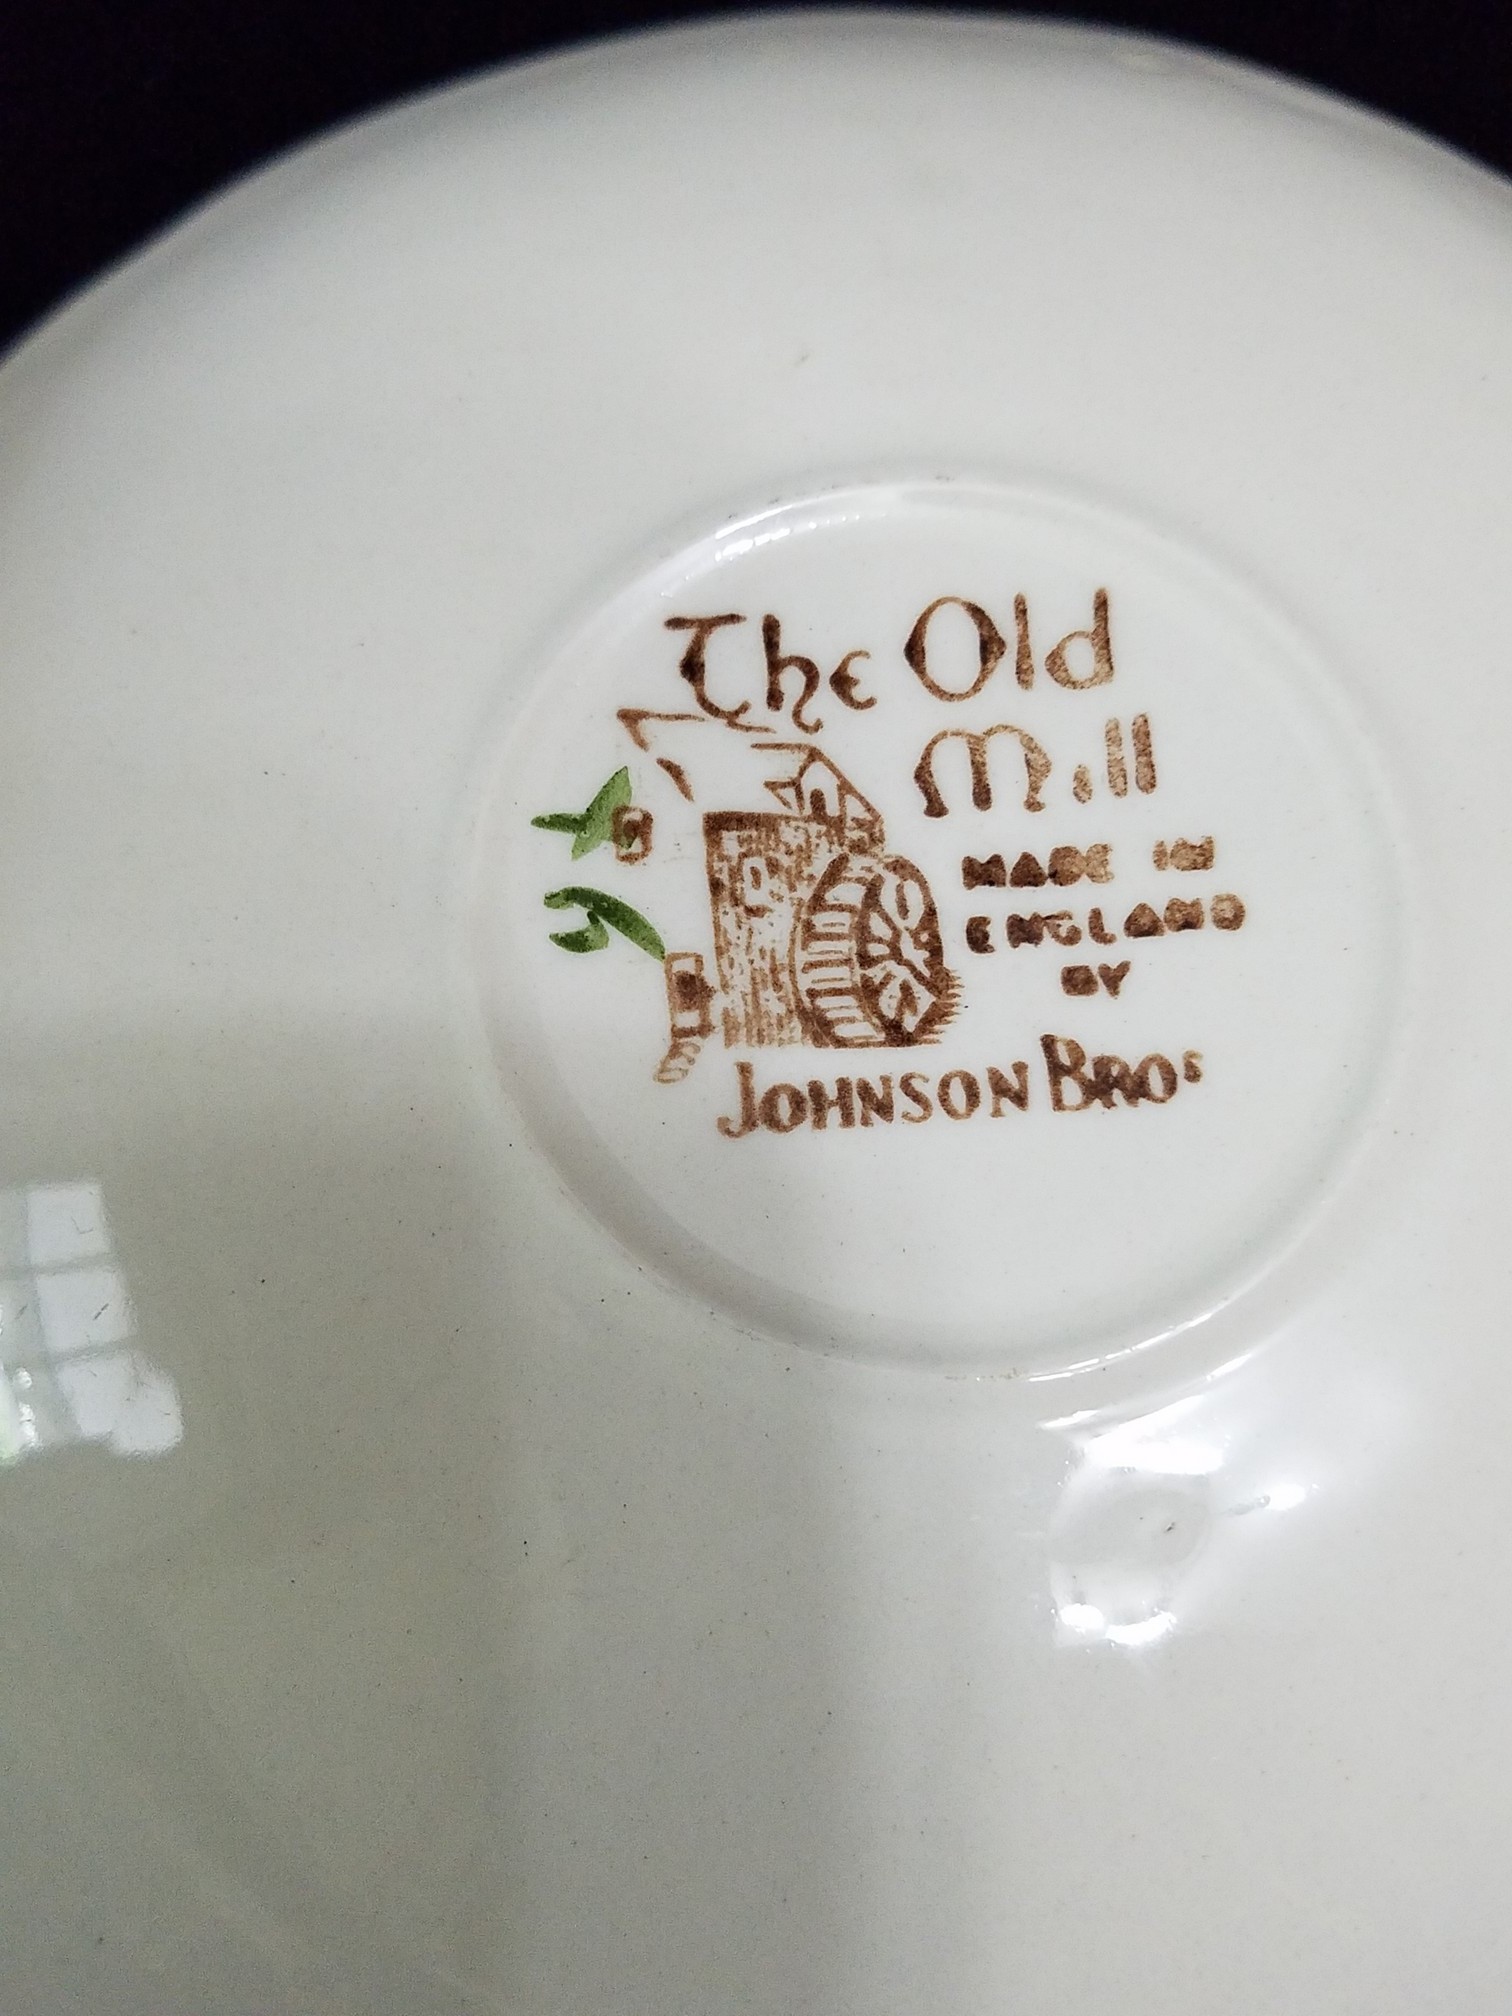 The Old
Mill
MADE IN
ENGLAND
BY
JOHNSON BROS